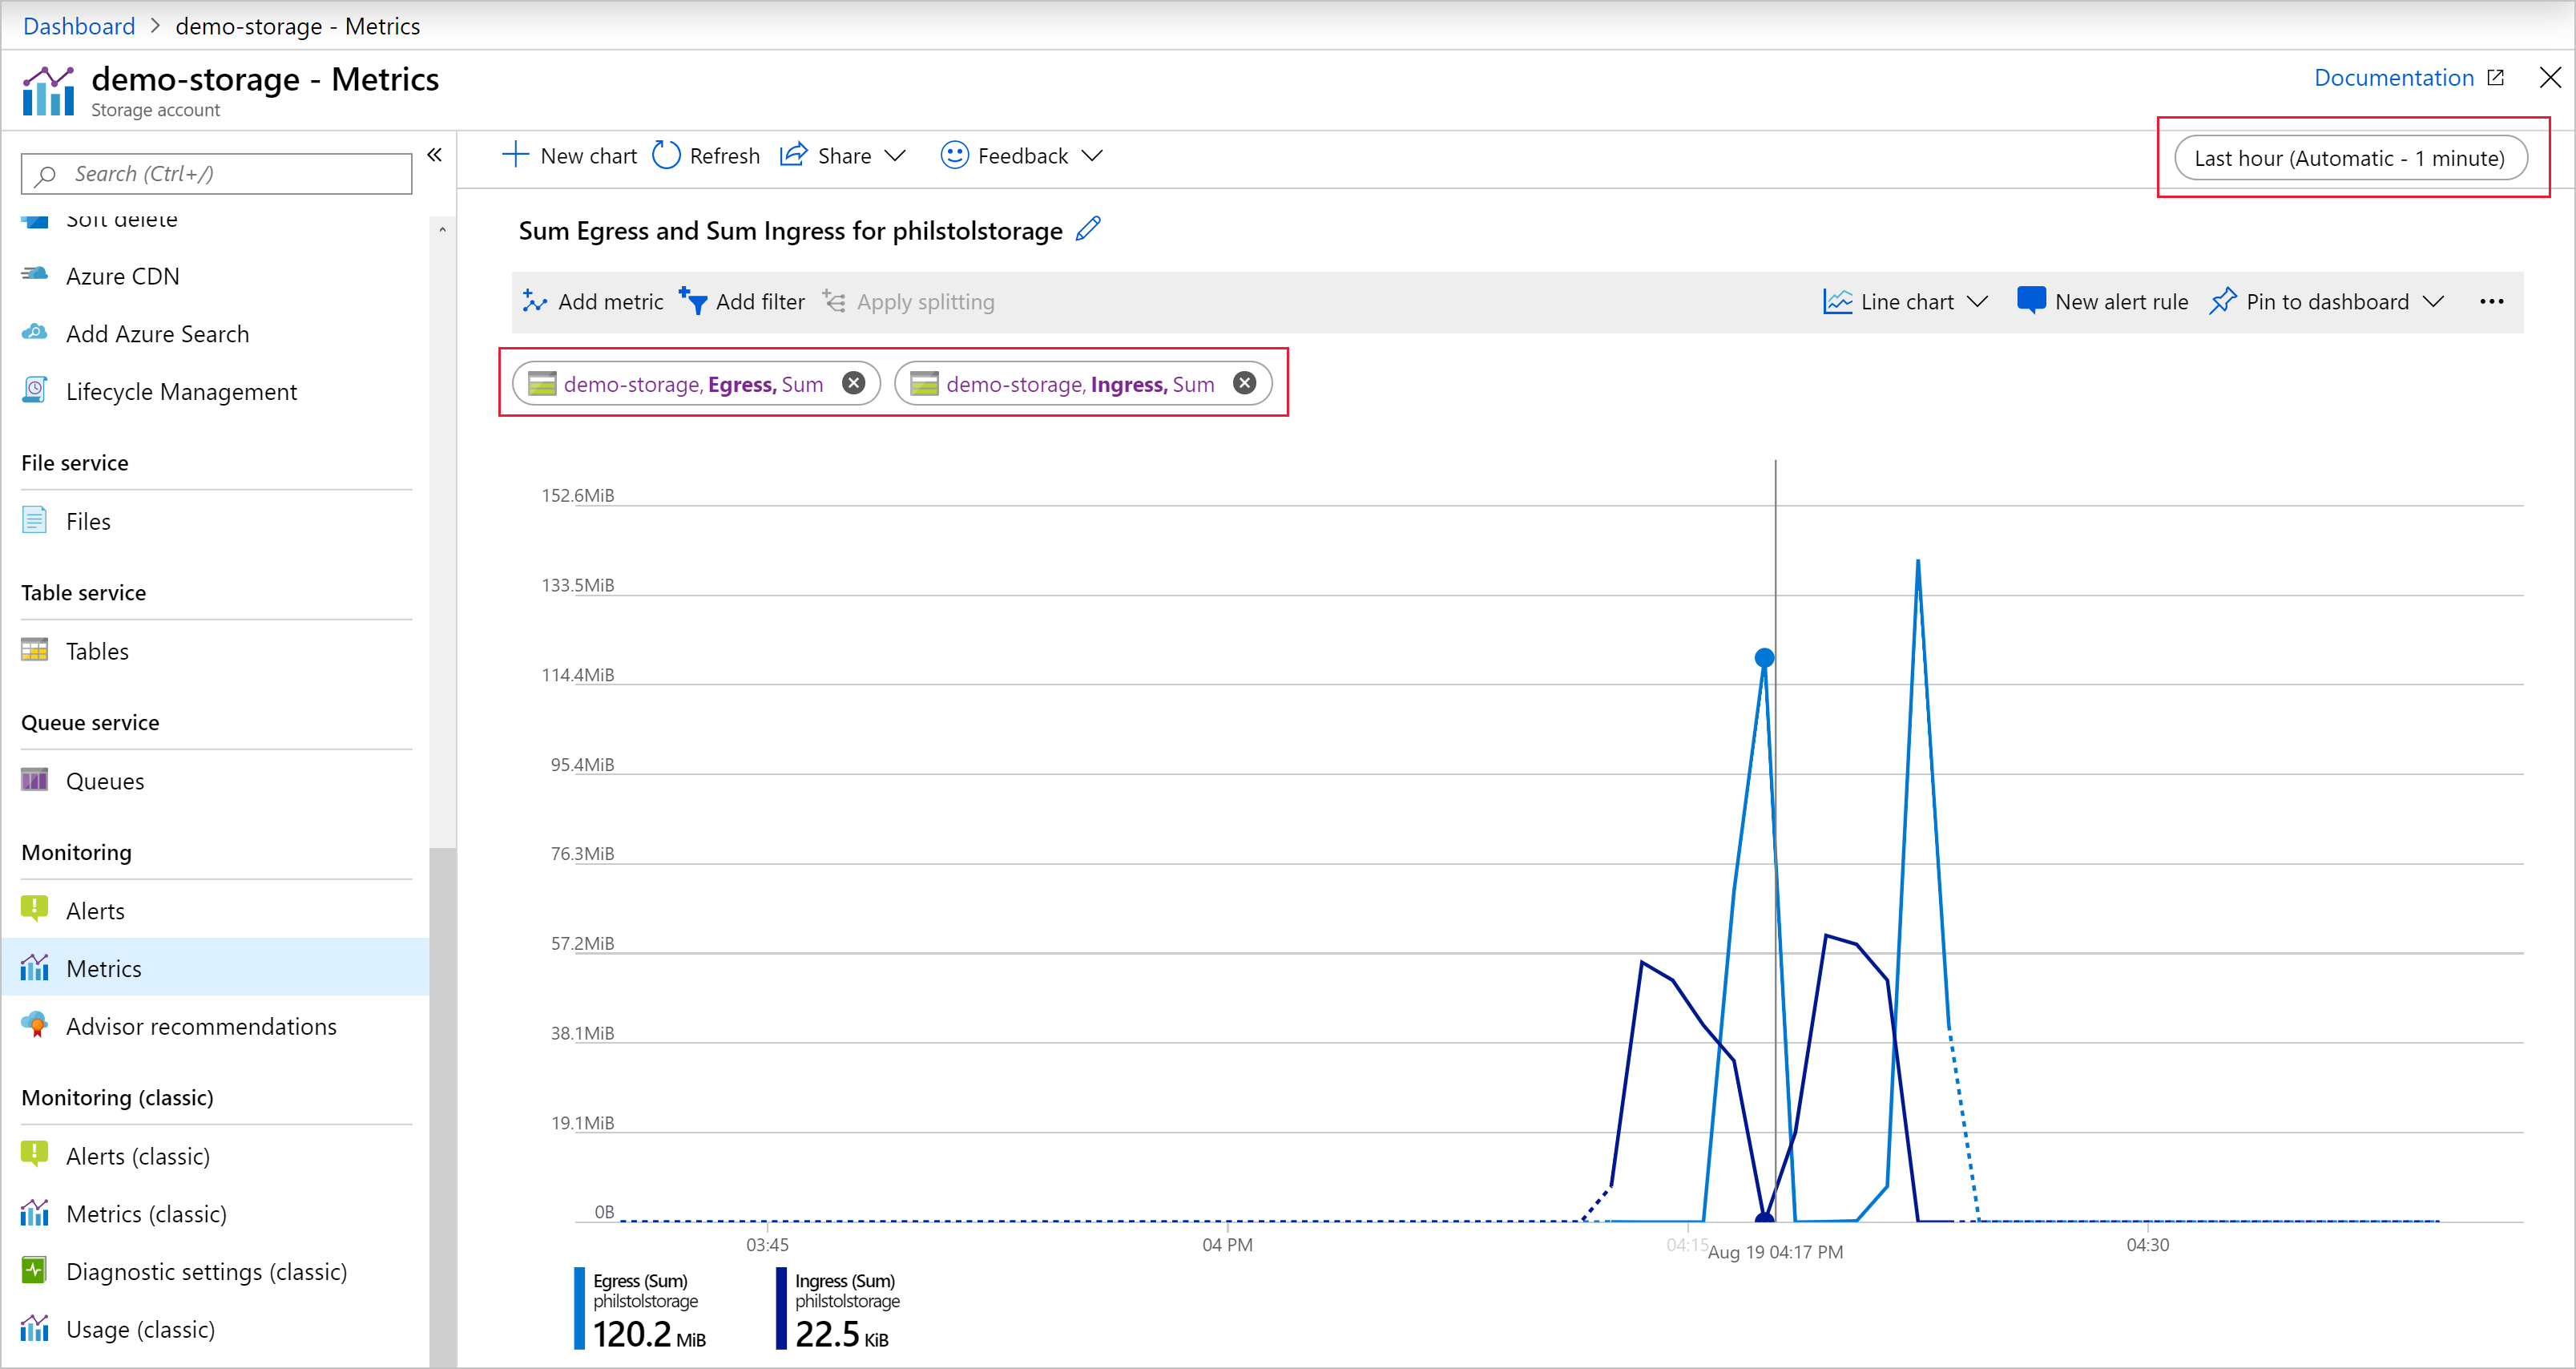 Dashboard > demo-storage - Metrics
demo-storage - Metrics
Storage account
Documentation
Search (Ctrl+/)
«
New chart
Refresh
Share
Feedback
Last hour (Automatic - 1 minute)
Soft delete
Azure CDN
Add Azure Search
Lifecycle Management
File service
Files
Table service
Tables
Queue service
Queues
Monitoring
Alerts
Metrics
Advisor recommendations
Monitoring (classic)
Alerts (classic)
Metrics (classic)
Diagnostic settings (classic)
Usage (classic)
Sum Egress and Sum Ingress for philstolstorage
Add metric
Add filter
Apply splitting
Line chart
New alert rule
Pin to dashboard
demo-storage, Egress, Sum
demo-storage, Ingress, Sum
152.6MiB
133.5MiB
114.4MiB
95.4MiB
76.3MiB
57.2MiB
38.1MiB
19.1MiB
0B
03:45
04 PM
04:15
Aug 19 04:17 PM
04:30
Egress (Sum)
philstolstorage
120.2 MiB
Ingress (Sum)
philstolstorage
22.5 KiB